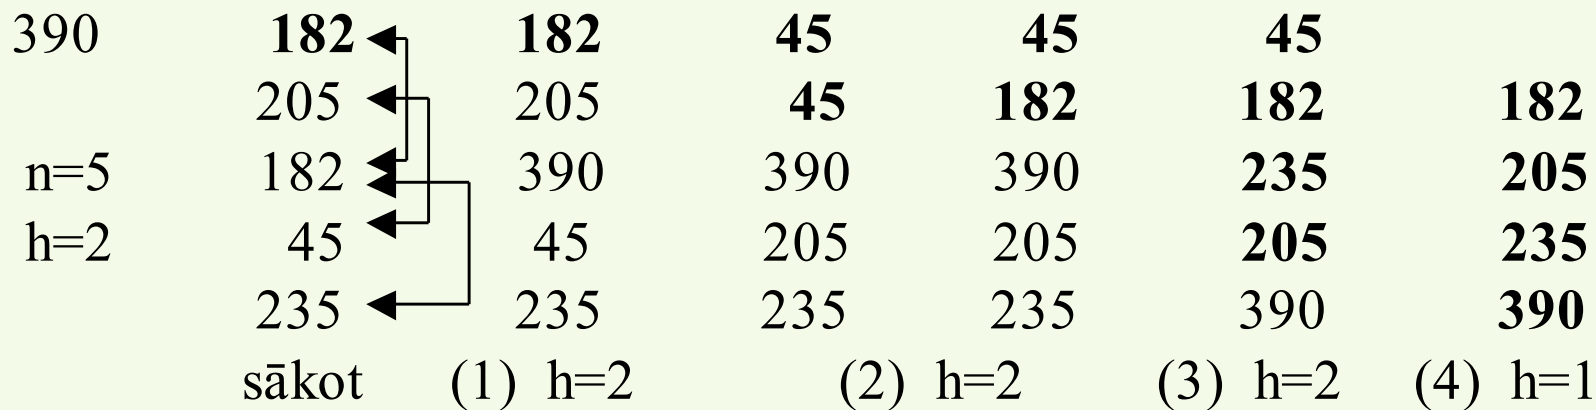 390 182 182 45 45 45
205 205 45 182 182 182
n=5 182 390 390 390 235 205
h=2 45 45 205 205 205 235
235 235 235 235 390 390
sākot (1) h=2 (2) h=2 (3) h=2 (4) h=1